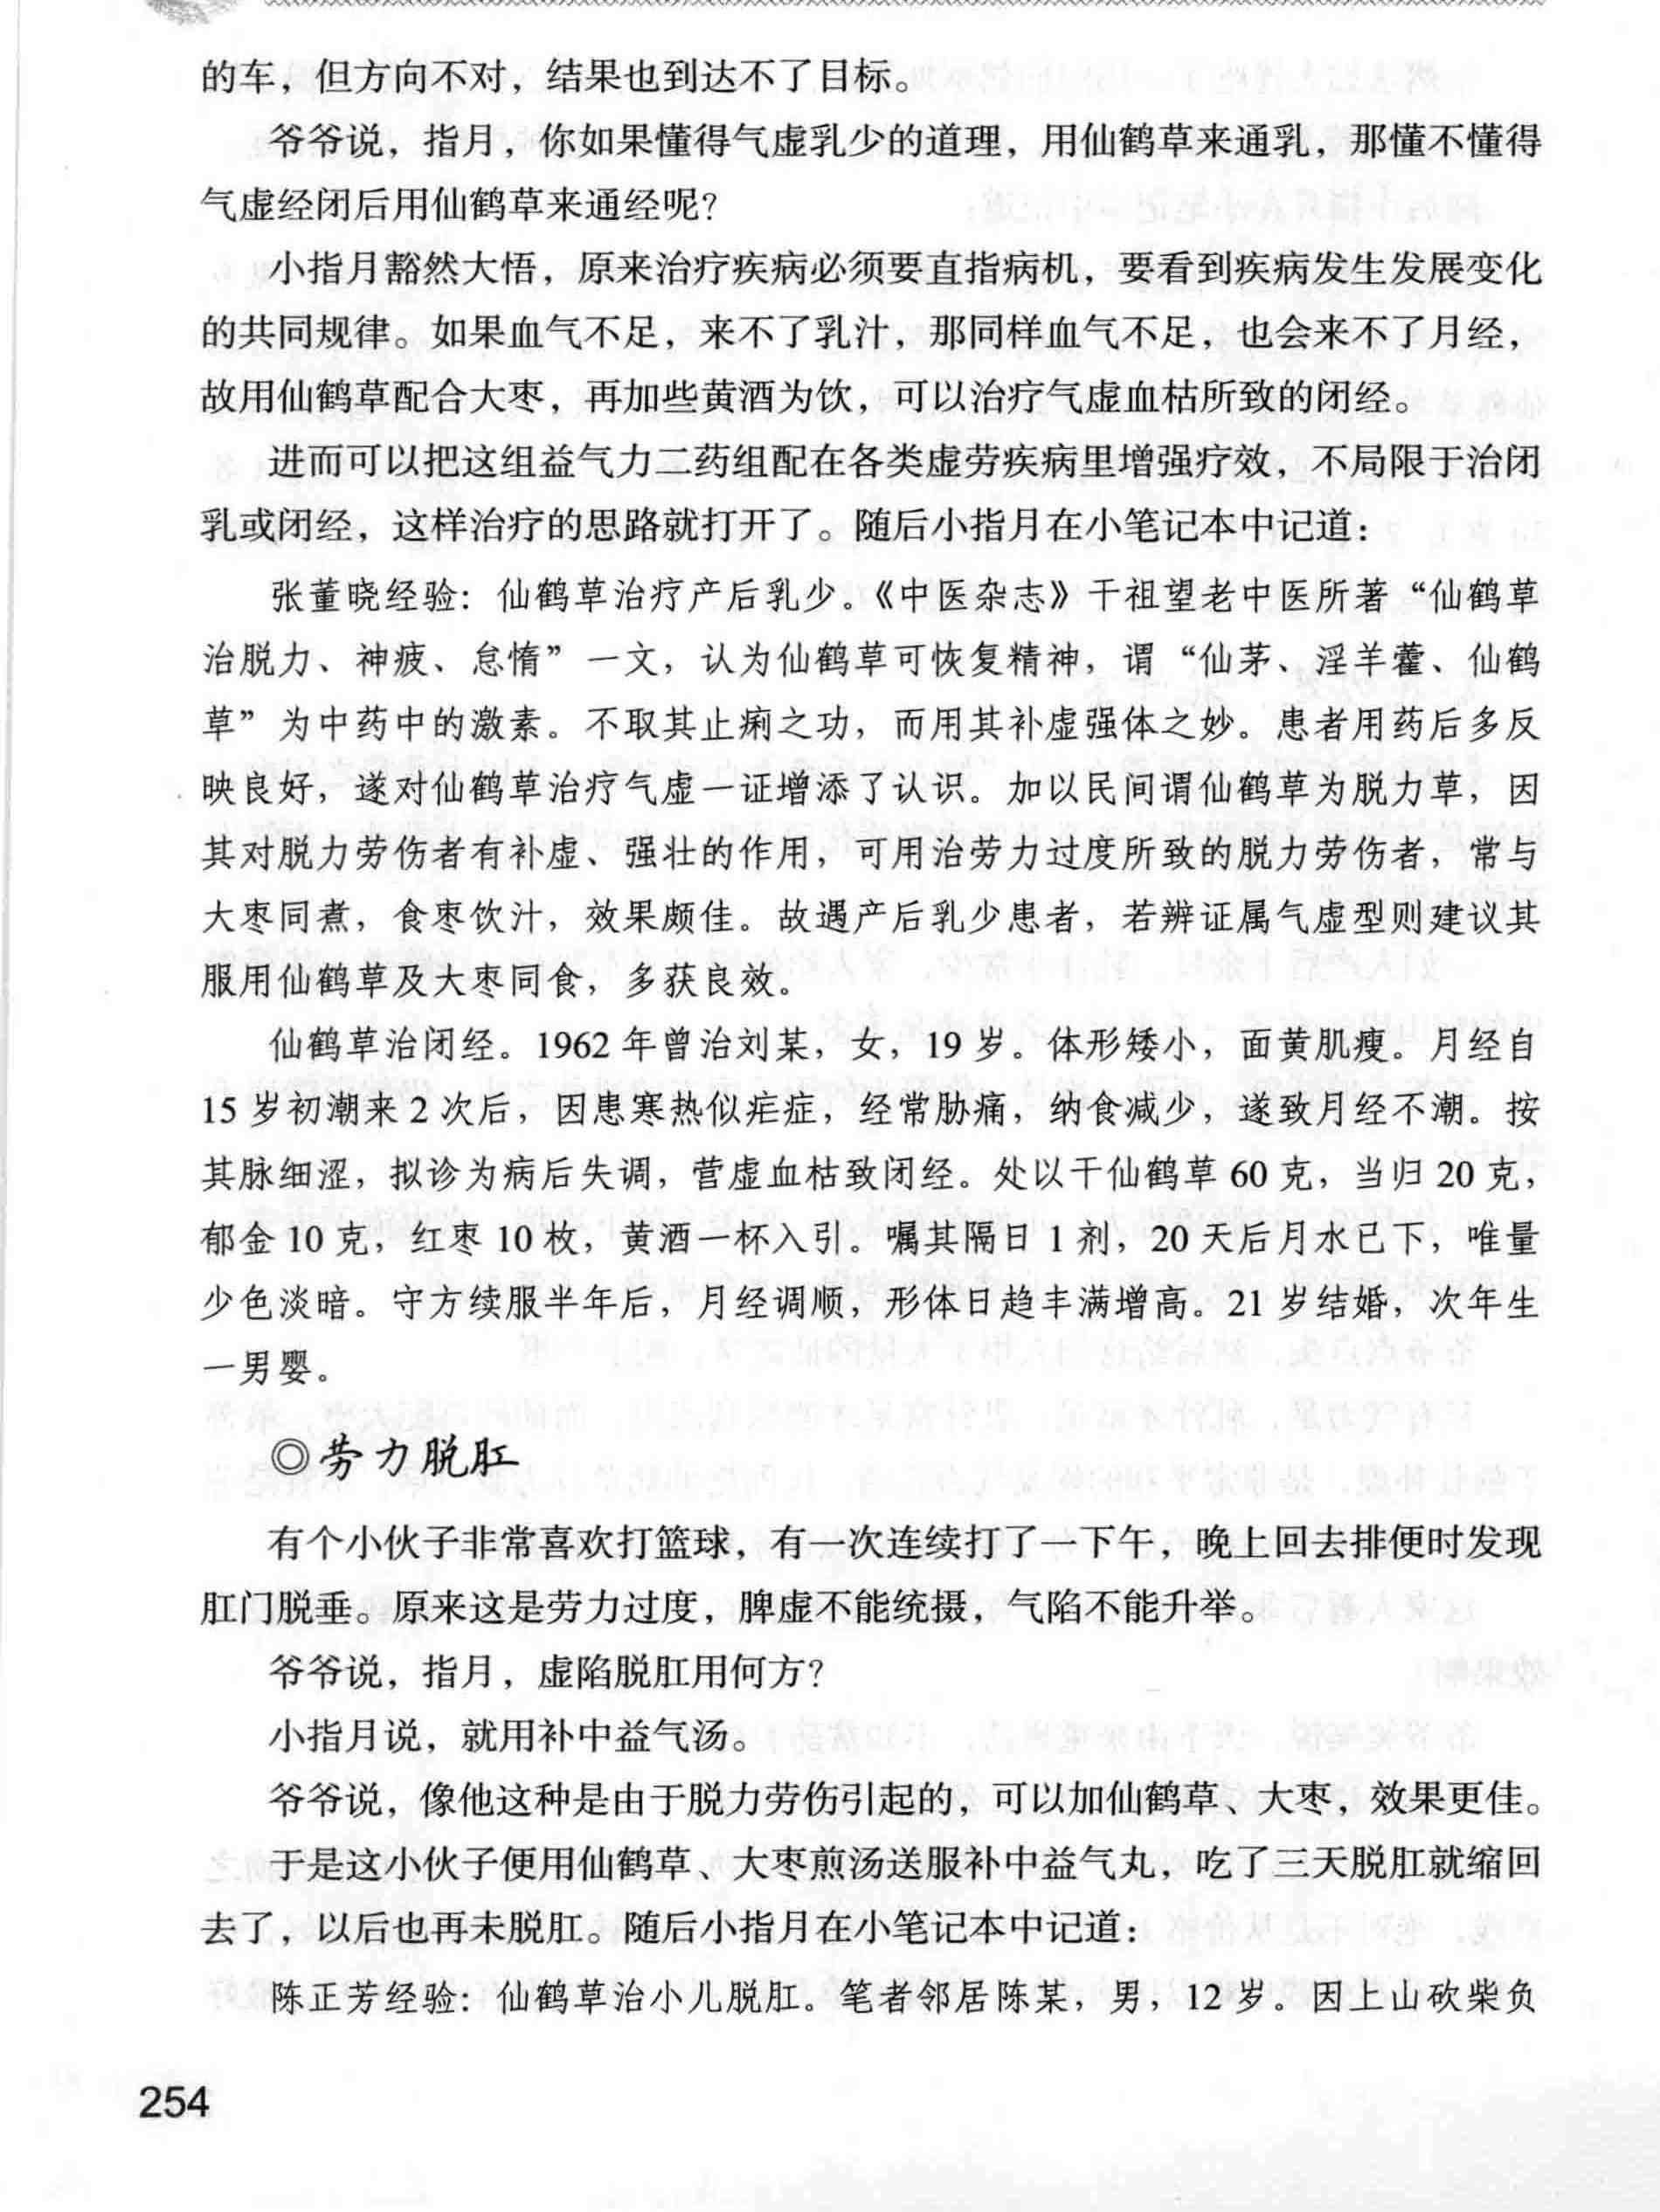 的车，但方向不对，结果也到达不了目标。
爷爷说，指月，你如果懂得气虚乳少的道理，用仙鹤草来通乳，那懂不懂得
气虚经闭后用仙鹤草来通经呢？
小指月豁然大悟，原来治疗疾病必须要直指病机，要看到疾病发生发展变化
的共同规律。如果血气不足，来不了乳汁，那同样血气不足，也会来不了月经，
故用仙鹤草配合大枣，再加些黄酒为饮，可以治疗气虚血枯所致的闭经。
进而可以把这组益气力二药组配在各类虚劳疾病里增强疗效，不局限于治闭
乳或闭经，这样治疗的思路就打开了。随后小指月在小笔记本中记道：
张董晓经验：仙鹤草治疗产后乳少。《中医杂志》干祖望老中医所著“仙鹤草
治脱力、神疲、怠惰”一文，认为仙鹤草可恢复精神，谓“仙茅、淫羊藿、仙鹤
草”为中药中的激素。不取其止痢之功，而用其补虚强体之妙。患者用药后多反
映良好，遂对仙鹤草治疗气虚一证增添了认识。加以民间谓仙鹤草为脱力草，因
其对脱力劳伤者有补虚、强壮的作用，可用治劳力过度所致的脱力劳伤者，常与
大枣同煮，食枣饮汁，效果颇佳。故遇产后乳少患者，若辨证属气虚型则建议其
服用仙鹤草及大枣同食，多获良效。
仙鹤草治闭经。1962年曾治刘某，女，19岁。体形矮小，面黄肌瘦。月经自
15岁初潮来2次后，因患寒热似疟症，经常胁痛，纳食减少，遂致月经不潮。按
其脉细涩，拟诊为病后失调，营虚血枯致闭经。处以干仙鹤草60克，当归20克，
郁金10克，红枣10枚，黄酒一杯入引。嘱其隔日1剂，20天后月水已下，唯量
少色淡暗。守方续服半年后，月经调顺，形体日趋丰满增高。21岁结婚，次年生
一男婴。
◎劳力脱肛
有个小伙子非常喜欢打篮球，有一次连续打了一下午，晚上回去排便时发现
肛门脱垂。原来这是劳力过度，脾虚不能统摄，气陷不能升举。
爷爷说，指月，虚陷脱肛用何方？
小指月说，就用补中益气汤。
爷爷说，像他这种是由于脱力劳伤引起的，可以加仙鹤草、大枣，效果更佳。
于是这小伙子便用仙鹤草、大枣煎汤送服补中益气丸，吃了三天脱肛就缩回
去了，以后也再未脱肛。随后小指月在小笔记本中记道：
陈正芳经验：仙鹤草治小儿脱肛。笔者邻居陈某，男，12岁。因上山砍柴负
254